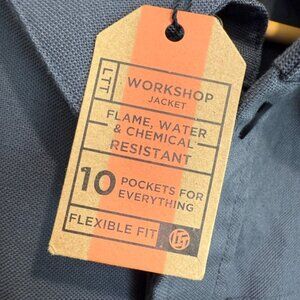 LTT
WORKSHOP
JACKET
FLAME, WATER
& CHEMICAL
RESISTANT
10 POCKETS FOR
EVERYTHING
FLEXIBLE FIT